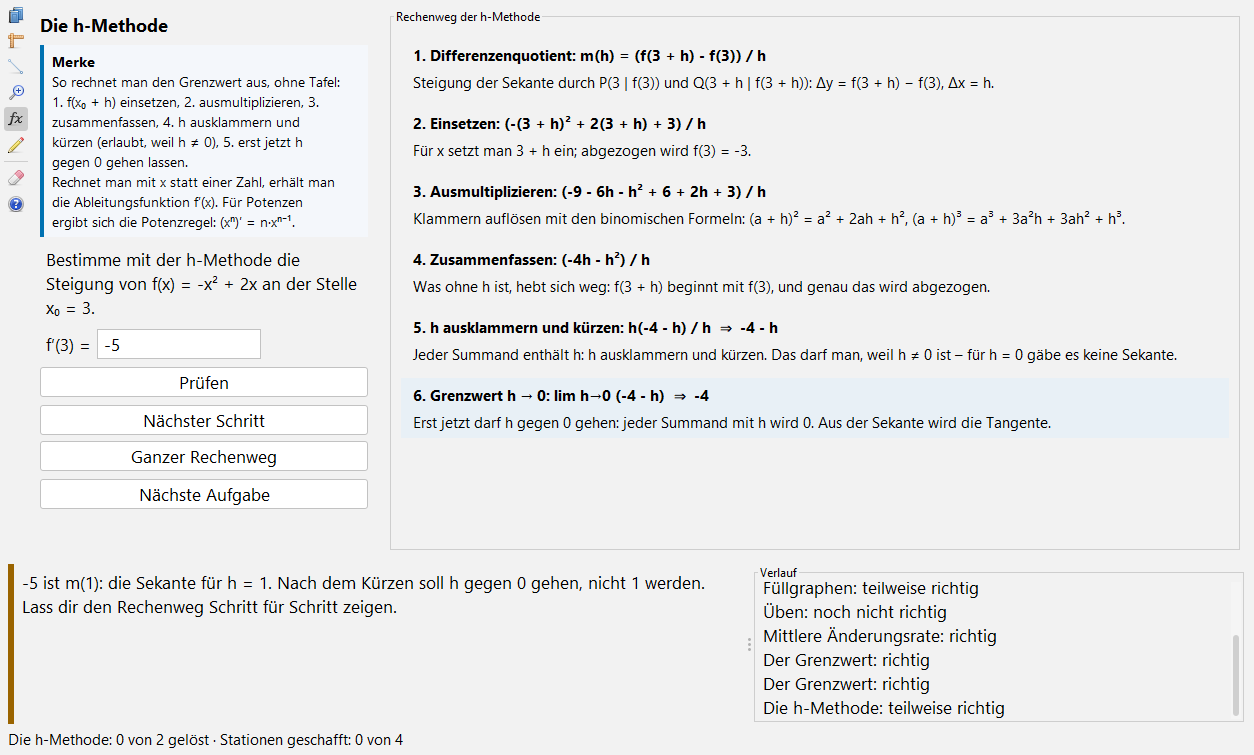 Die h-Methode
Merke
So rechnet man den Grenzwert aus, ohne Tafel:
1. f(x₀ + h) einsetzen, 2. ausmultiplizieren, 3.
zusammenfassen, 4. h ausklammern und
kürzen (erlaubt, weil h ≠ 0), 5. erst jetzt h
gegen 0 gehen lassen.
Rechnet man mit x statt einer Zahl, erhält man
die Ableitungsfunktion f′(x). Für Potenzen
ergibt sich die Potenzregel: (xⁿ)′ = n·xⁿ⁻¹.
Bestimme mit der h-Methode die
Steigung von f(x) = -x² + 2x an der Stelle
x₀ = 3.
f′(3) = -5
Prüfen
Nächster Schritt
Ganzer Rechenweg
Nächste Aufgabe
Rechenweg der h-Methode
1. Differenzenquotient: m(h) = (f(3 + h) - f(3)) / h
Steigung der Sekante durch P(3 | f(3)) und Q(3 + h | f(3 + h)): Δy = f(3 + h) − f(3), Δx = h.
2. Einsetzen: (-(3 + h)² + 2(3 + h) + 3) / h
Für x setzt man 3 + h ein; abgezogen wird f(3) = -3.
3. Ausmultiplizieren: (-9 - 6h - h² + 6 + 2h + 3) / h
Klammern auflösen mit den binomischen Formeln: (a + h)² = a² + 2ah + h², (a + h)³ = a³ + 3a²h + 3ah² + h³.
4. Zusammenfassen: (-4h - h²) / h
Was ohne h ist, hebt sich weg: f(3 + h) beginnt mit f(3), und genau das wird abgezogen.
5. h ausklammern und kürzen: h(-4 - h) / h ⇒ -4 - h
Jeder Summand enthält h: h ausklammern und kürzen. Das darf man, weil h ≠ 0 ist – für h = 0 gäbe es keine Sekante.
6. Grenzwert h → 0: lim h→0 (-4 - h) ⇒ -4
Erst jetzt darf h gegen 0 gehen: jeder Summand mit h wird 0. Aus der Sekante wird die Tangente.
-5 ist m(1): die Sekante für h = 1. Nach dem Kürzen soll h gegen 0 gehen, nicht 1 werden.
Lass dir den Rechenweg Schritt für Schritt zeigen.
Verlauf
Füllgraphen: teilweise richtig
Üben: noch nicht richtig
Mittlere Änderungsrate: richtig
Der Grenzwert: richtig
Der Grenzwert: richtig
Die h-Methode: teilweise richtig
Die h-Methode: 0 von 2 gelöst · Stationen geschafft: 0 von 4